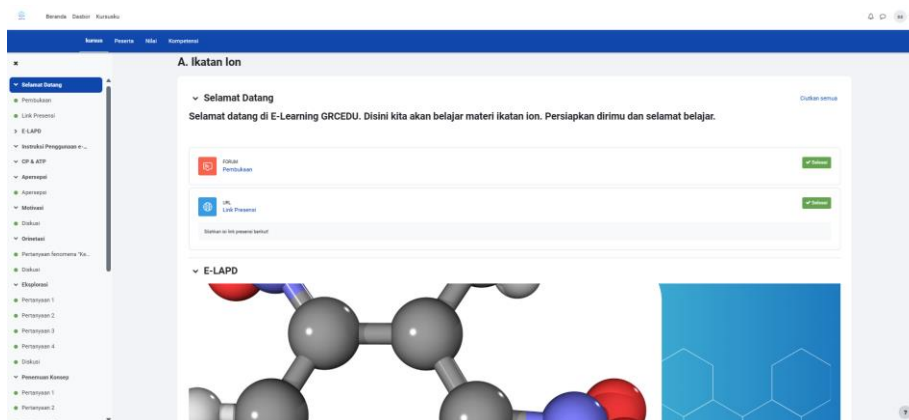 Beranda Dasbor Kursusku
kursus Peserta Nilai Kompetensi
A. Ikatan Ion
Selamat Datang
Pembukaan
Link Presensi
E-LAPD
Instruksi Penggunaan e-...
CP & ATP
Apersepsi
Apersepsi
Motivasi
Diskusi
Orientasi
Pertanyaan fenomena "Ke...
Diskusi
Eksplorasi
Pertanyaan 1
Pertanyaan 2
Pertanyaan 3
Pertanyaan 4
Diskusi
Penemuan Konsep
Pertanyaan 1
Pertanyaan 2
Selamat Datang
Ciutkan semua
Selamat datang di E-Learning GRCEDU. Disini kita akan belajar materi ikatan ion. Persiapkan dirimu dan selamat belajar.
FORUM
Pembukaan
Selesai
URL
Link Presensi
Selesai
Silahkan isi link presensi berikut!
E-LAPD